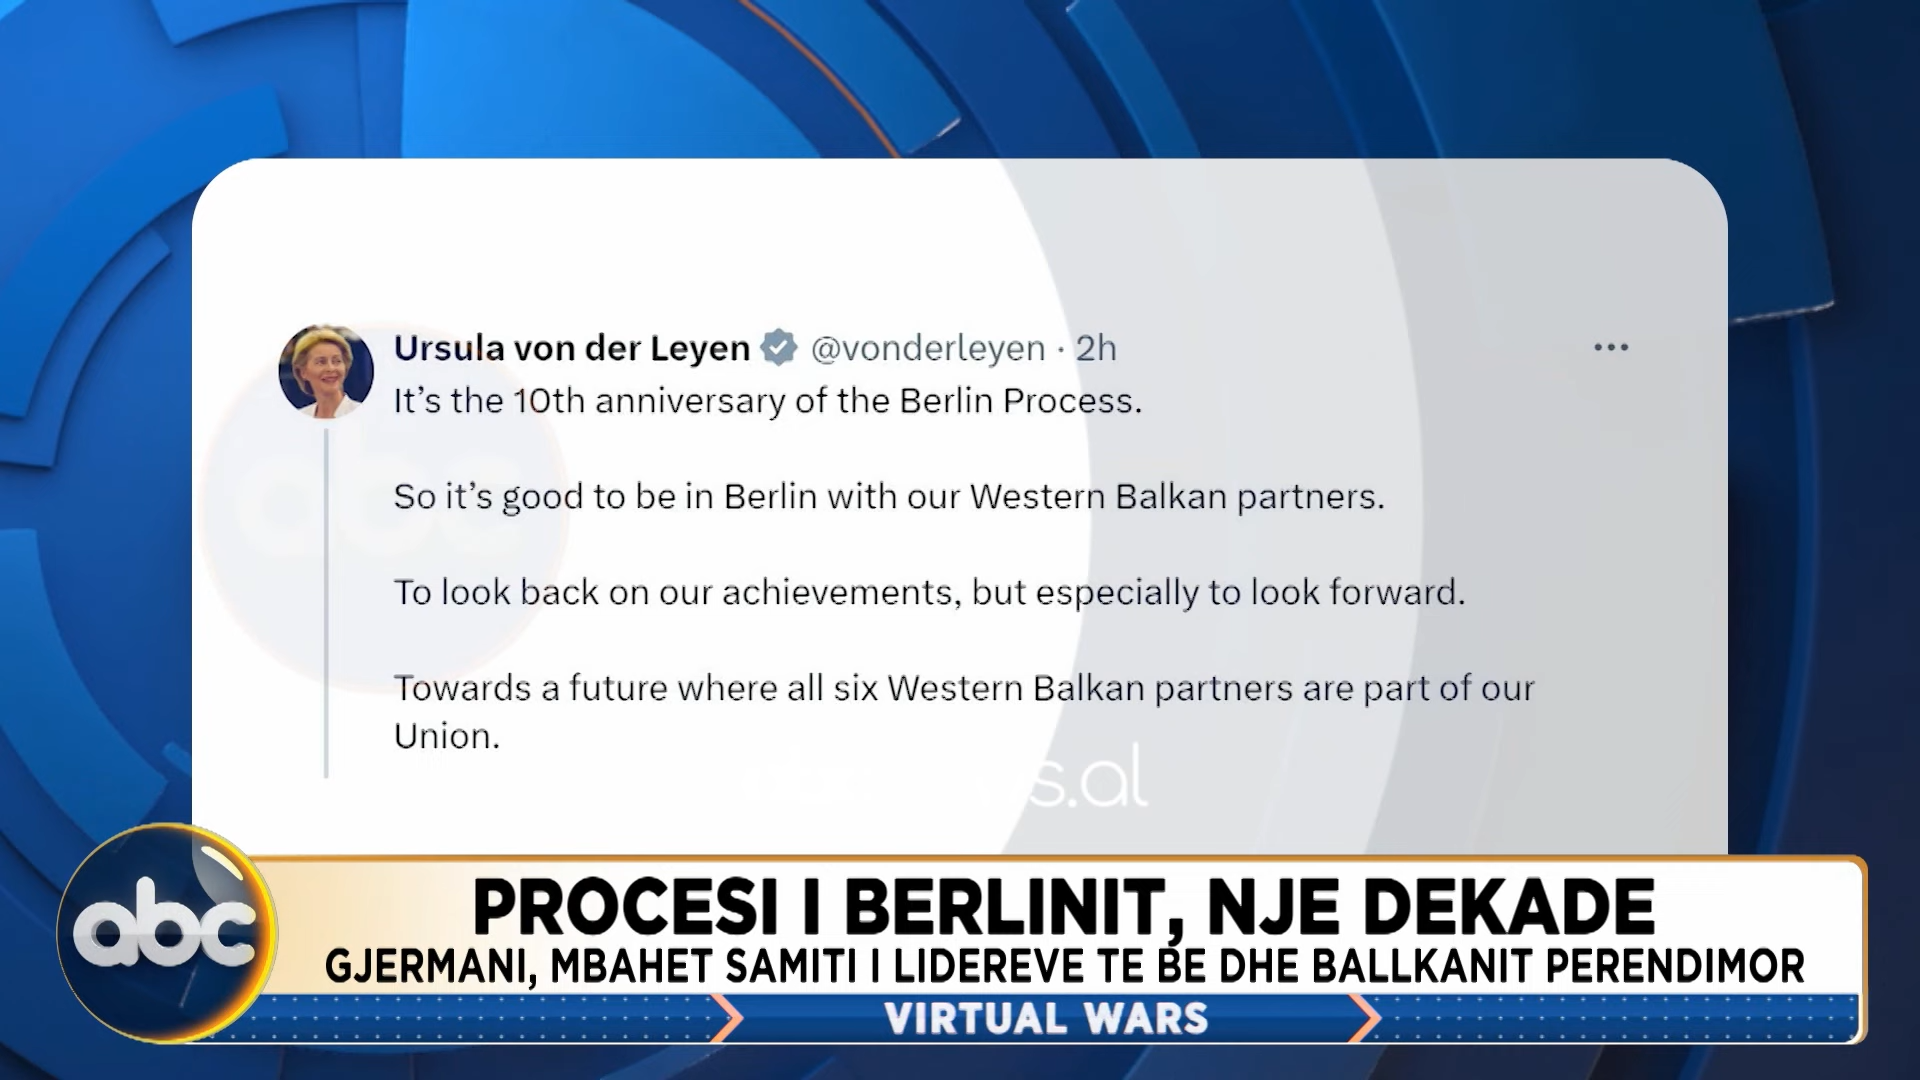 Ursula von der Leyen @vonderleyen · 2h
It’s the 10th anniversary of the Berlin Process.
So it’s good to be in Berlin with our Western Balkan partners.
To look back on our achievements, but especially to look forward.
Towards a future where all six Western Balkan partners are part of our
Union.
s.al
abc
PROCESI I BERLINIT, NJE DEKADE
GJERMANI, MBAHET SAMITI I LIDEREVE TE BE DHE BALLKANIT PERENDIMOR
VIRTUAL WARS